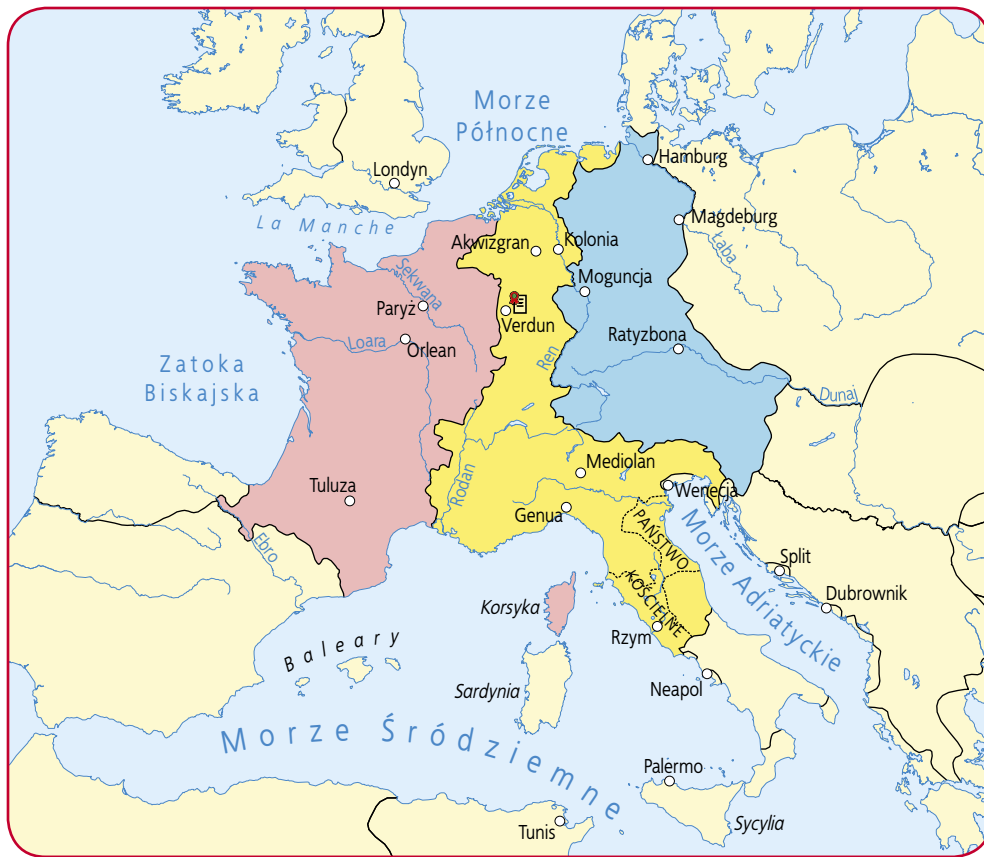 Morze
Północne
Hamburg
Londyn
Magdeburg
La Manche
Akwizgran
Kolonia
Łaba
Sekwana
Moguncja
Paryż
Verdun
Ratyzbona
Loara
Orlean
Ren
Zatoka
Biskajska
Dunaj
Mediolan
Tuluza
Rodan
Wenecja
Genua
PAŃSTWO
KOŚCIELNE
Ebro
Morze Adriatyckie
Split
Dubrownik
Korsyka
Rzym
Baleary
Sardynia
Neapol
Morze Śródziemne
Palermo
Tunis
Sycylia